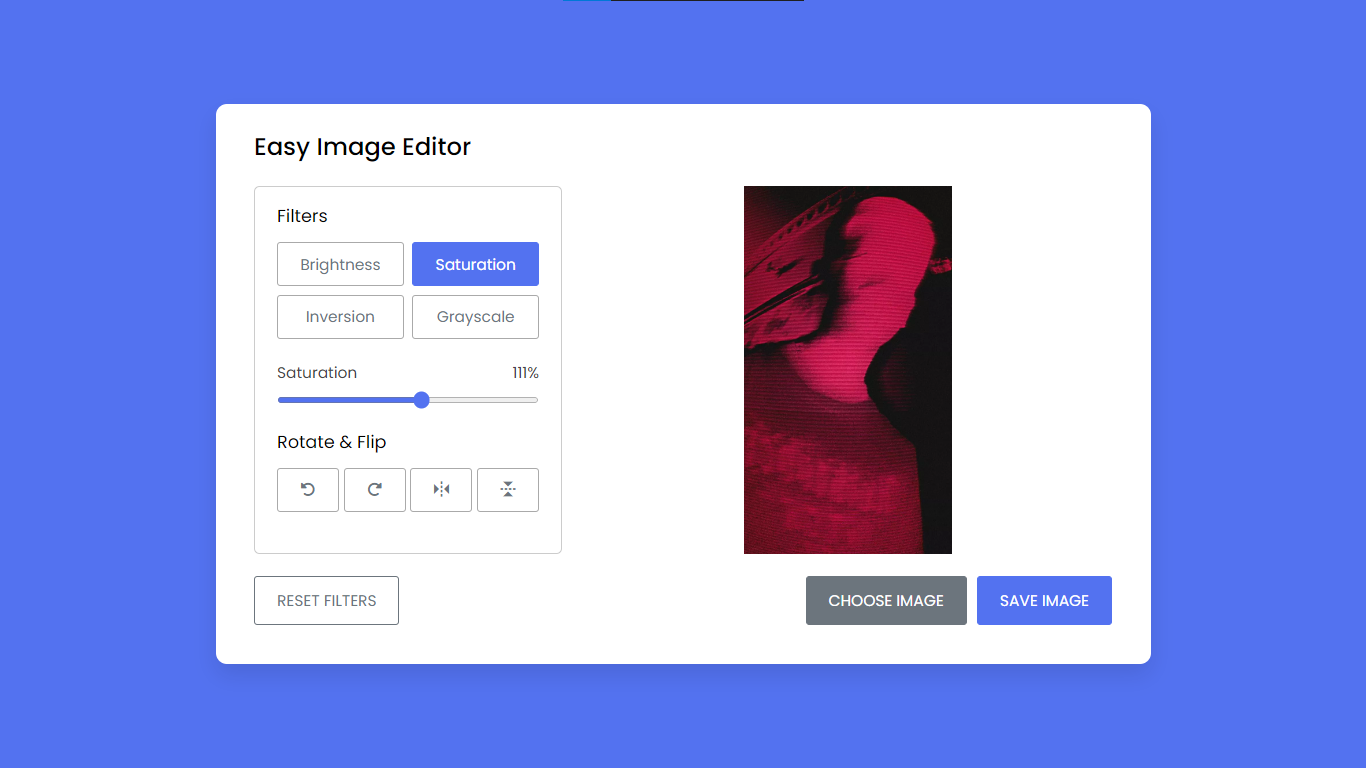 Easy Image Editor
Filters
Brightness
Saturation
Inversion
Grayscale
Saturation
111%
Rotate & Flip
RESET FILTERS
CHOOSE IMAGE
SAVE IMAGE